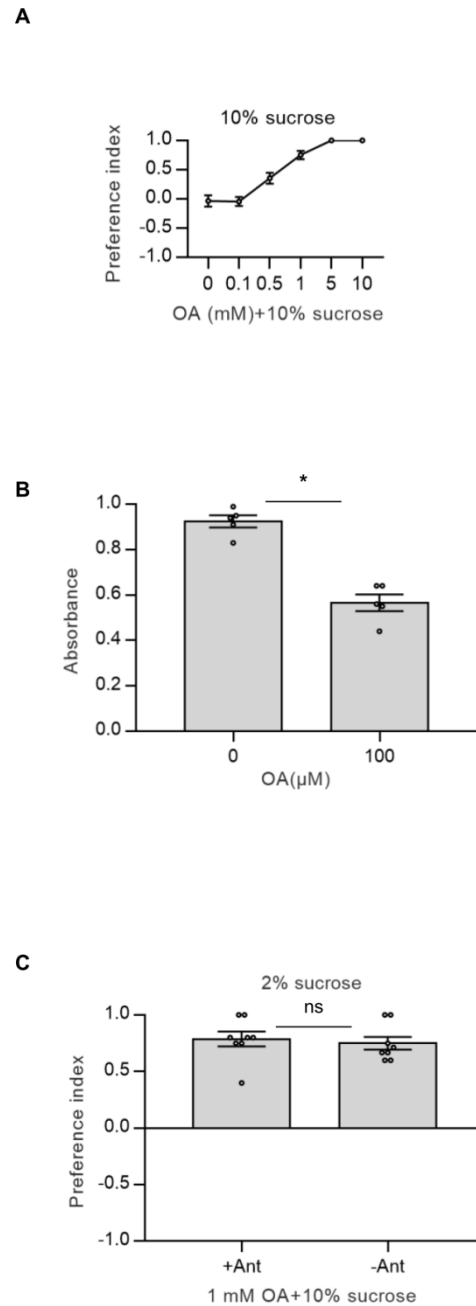 A
10% sucrose
Preference index
1.0
0.5
0.0
-0.5
-1.0
0 0.1 0.5 1 5 10
OA (mM)+10% sucrose
B
*
Absorbance
1.0
0.8
0.6
0.4
0.2
0.0
0 100
OA(µM)
C
2% sucrose
ns
Preference index
1.0
0.5
0.0
-0.5
-1.0
+Ant -Ant
1 mM OA+10% sucrose